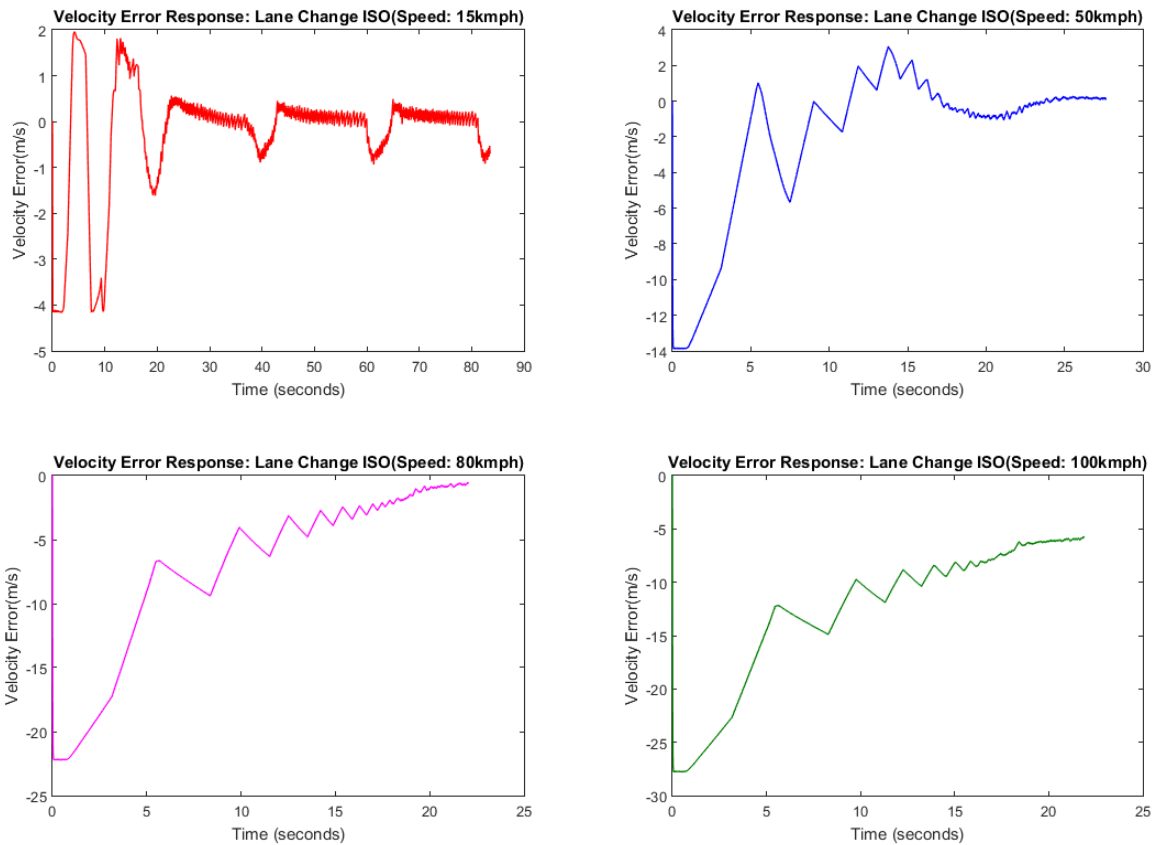 Velocity Error Response: Lane Change ISO(Speed: 15kmph)
Velocity Error(m/s)
2
1
0
-1
-2
-3
-4
-5
0 10 20 30 40 50 60 70 80 90
Time (seconds)
Velocity Error Response: Lane Change ISO(Speed: 50kmph)
Velocity Error(m/s)
4
2
0
-2
-4
-6
-8
-10
-12
-14
0 5 10 15 20 25 30
Time (seconds)
Velocity Error Response: Lane Change ISO(Speed: 80kmph)
Velocity Error(m/s)
0
-5
-10
-15
-20
-25
0 5 10 15 20 25
Time (seconds)
Velocity Error Response: Lane Change ISO(Speed: 100kmph)
Velocity Error(m/s)
0
-5
-10
-15
-20
-25
-30
0 5 10 15 20 25
Time (seconds)